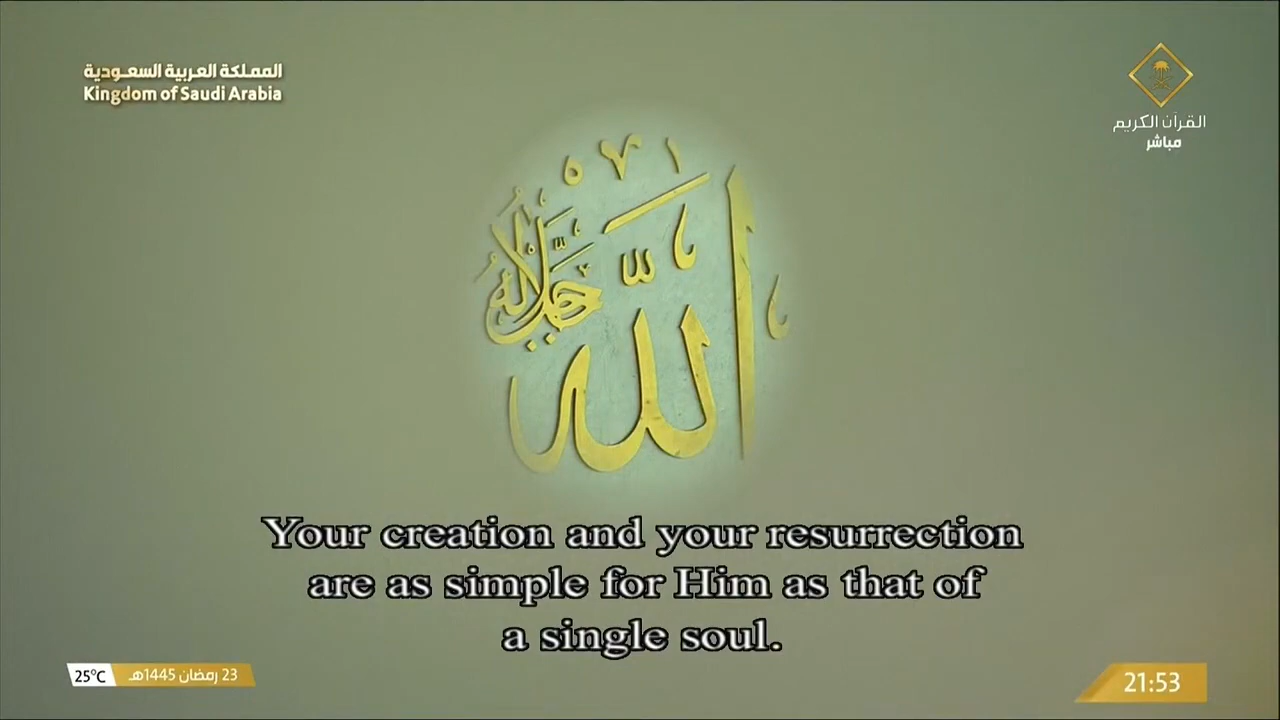 المملكة العربية السعودية
Kingdom of Saudi Arabia
القرآن الكريم
مباشر
الله
جل جلاله
Your creation and your resurrection
are as simple for Him as that of
a single soul.
25°C
23 رمضان 1445هـ
21:53